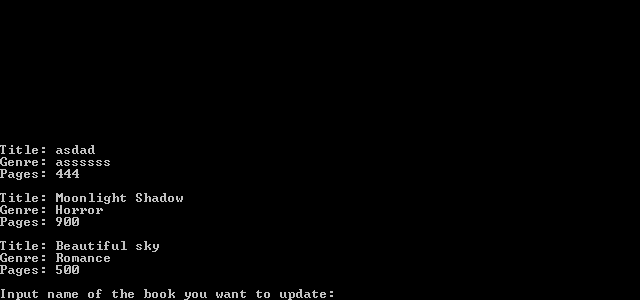 Title: asdad
Genre: assssss
Pages: 444
Title: Moonlight Shadow
Genre: Horror
Pages: 900
Title: Beautiful sky
Genre: Romance
Pages: 500
Input name of the book you want to update: